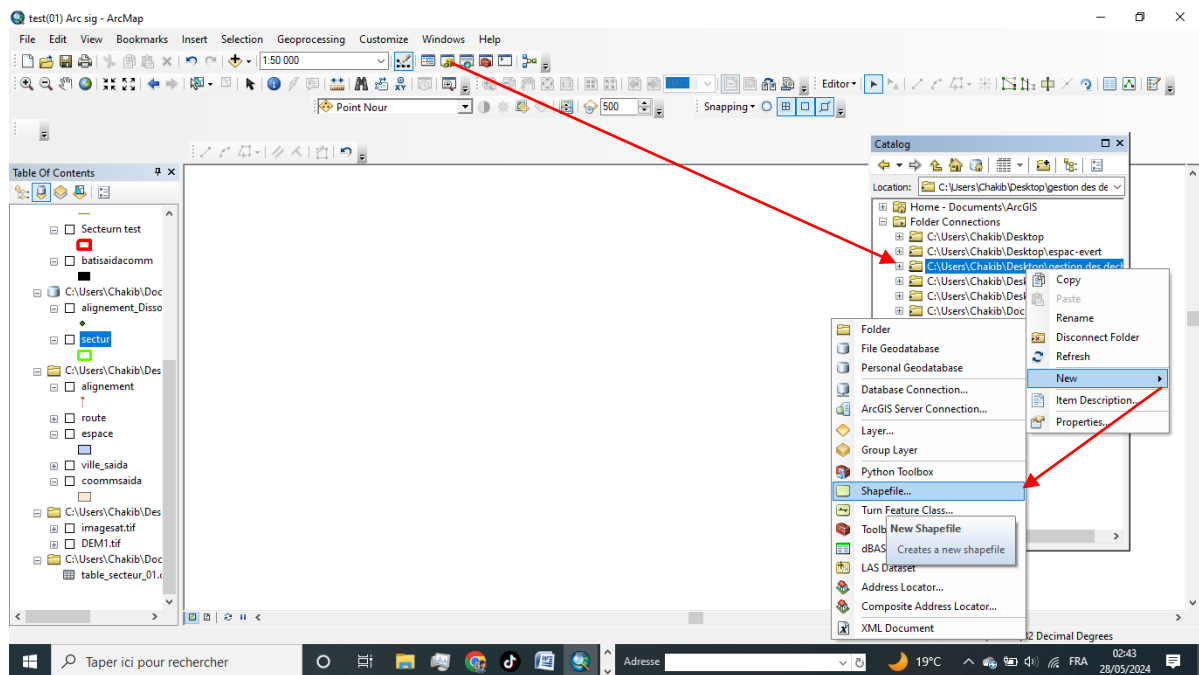 test(01) Arc sig - ArcMap
File Edit View Bookmarks Insert Selection Geoprocessing Customize Windows Help
1:50 000
Editor
Point Nour
500
Snapping
Catalog
Location: C:\Users\Chakib\Desktop\gestion des de
Home - Documents\ArcGIS
Folder Connections
C:\Users\Chakib\Desktop
C:\Users\Chakib\Desktop\espac-evert
C:\Users\Chakib\Desktop\gestion des dech
C:\Users\Chakib\Desl
C:\Users\Chakib\Desl
C:\Users\Chakib\Doc
Copy
Paste
Rename
Disconnect Folder
Refresh
New
Item Description...
Properties...
Folder
File Geodatabase
Personal Geodatabase
Database Connection...
ArcGIS Server Connection...
Layer...
Group Layer
Python Toolbox
Shapefile...
Turn Feature Class...
Toolb
dBAS
LAS Dataset
Address Locator...
Composite Address Locator...
XML Document
New Shapefile
Creates a new shapefile
Table Of Contents
Secteurn test
batisaidacomm
C:\Users\Chakib\Doc
alignement_Disso
sectur
C:\Users\Chakib\Des
alignement
route
espace
ville_saida
coommsaida
C:\Users\Chakib\Des
imagesat.tif
DEM1.tif
C:\Users\Chakib\Doc
table_secteur_01.c
32 Decimal Degrees
Taper ici pour rechercher
Adresse
19°C
FRA
02:43
28/05/2024